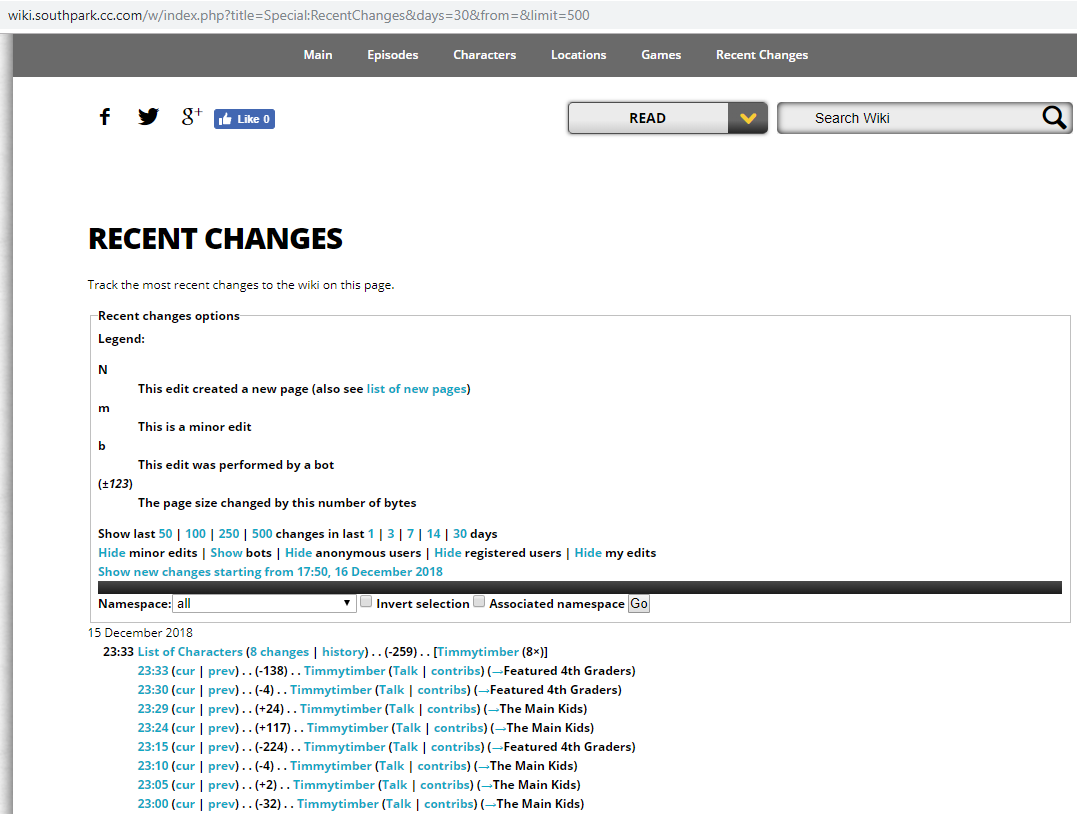 wiki.southpark.cc.com/w/index.php?title=Special:RecentChanges&days=30&from=&limit=500
Main Episodes Characters Locations Games Recent Changes
f g+ Like 0 READ Search Wiki
RECENT CHANGES
Track the most recent changes to the wiki on this page.
Recent changes options
Legend:
N
This edit created a new page (also see list of new pages)
m
This is a minor edit
b
This edit was performed by a bot
(±123)
The page size changed by this number of bytes
Show last 50 | 100 | 250 | 500 changes in last 1 | 3 | 7 | 14 | 30 days
Hide minor edits | Show bots | Hide anonymous users | Hide registered users | Hide my edits
Show new changes starting from 17:50, 16 December 2018
Namespace: all Invert selection Associated namespace Go
15 December 2018
23:33 List of Characters (8 changes | history) . . (-259) . . [Timmytimber (8×)]
23:33 (cur | prev) . . (-138) . . Timmytimber (Talk | contribs) (→Featured 4th Graders)
23:30 (cur | prev) . . (-4) . . Timmytimber (Talk | contribs) (→Featured 4th Graders)
23:29 (cur | prev) . . (+24) . . Timmytimber (Talk | contribs) (→The Main Kids)
23:24 (cur | prev) . . (+117) . . Timmytimber (Talk | contribs) (→The Main Kids)
23:15 (cur | prev) . . (-224) . . Timmytimber (Talk | contribs) (→Featured 4th Graders)
23:10 (cur | prev) . . (-4) . . Timmytimber (Talk | contribs) (→The Main Kids)
23:05 (cur | prev) . . (+2) . . Timmytimber (Talk | contribs) (→The Main Kids)
23:00 (cur | prev) . . (-32) . . Timmytimber (Talk | contribs) (→The Main Kids)